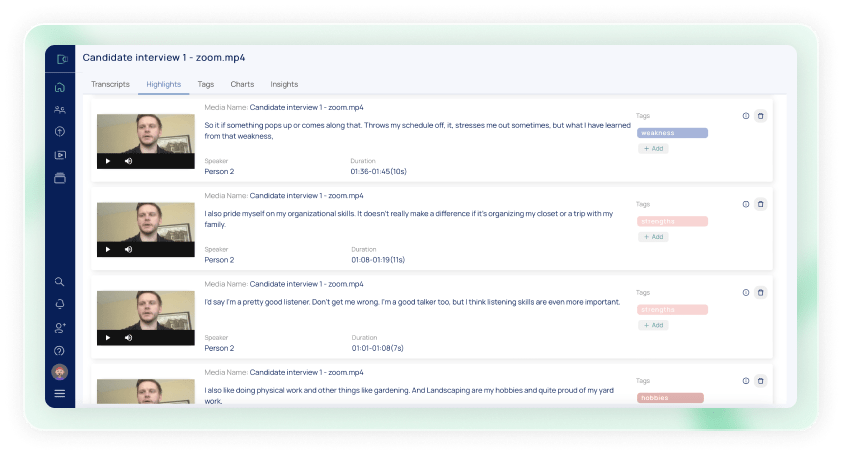 Candidate interview 1 - zoom.mp4
Transcripts Highlights Tags Charts Insights
Media Name: Candidate interview 1 - zoom.mp4
So it if something pops up or comes along that. Throws my schedule off, it, stresses me out sometimes, but what I have learned
from that weakness,
Speaker Duration
Person 2 01:36-01:45(10s)
Tags
weakness
+ Add
Media Name: Candidate interview 1 - zoom.mp4
I also pride myself on my organizational skills. It doesn't really make a difference if it's organizing my closet or a trip with my
family.
Speaker Duration
Person 2 01:08-01:19(11s)
Tags
strengths
+ Add
Media Name: Candidate interview 1 - zoom.mp4
I'd say I'm a pretty good listener. Don't get me wrong. I'm a good talker too, but I think listening skills are even more important.
Speaker Duration
Person 2 01:01-01:08(7s)
Tags
strengths
+ Add
Media Name: Candidate interview 1 - zoom.mp4
I also like doing physical work and other things like gardening. And Landscaping are my hobbies and quite proud of my yard
work,
Tags
hobbies